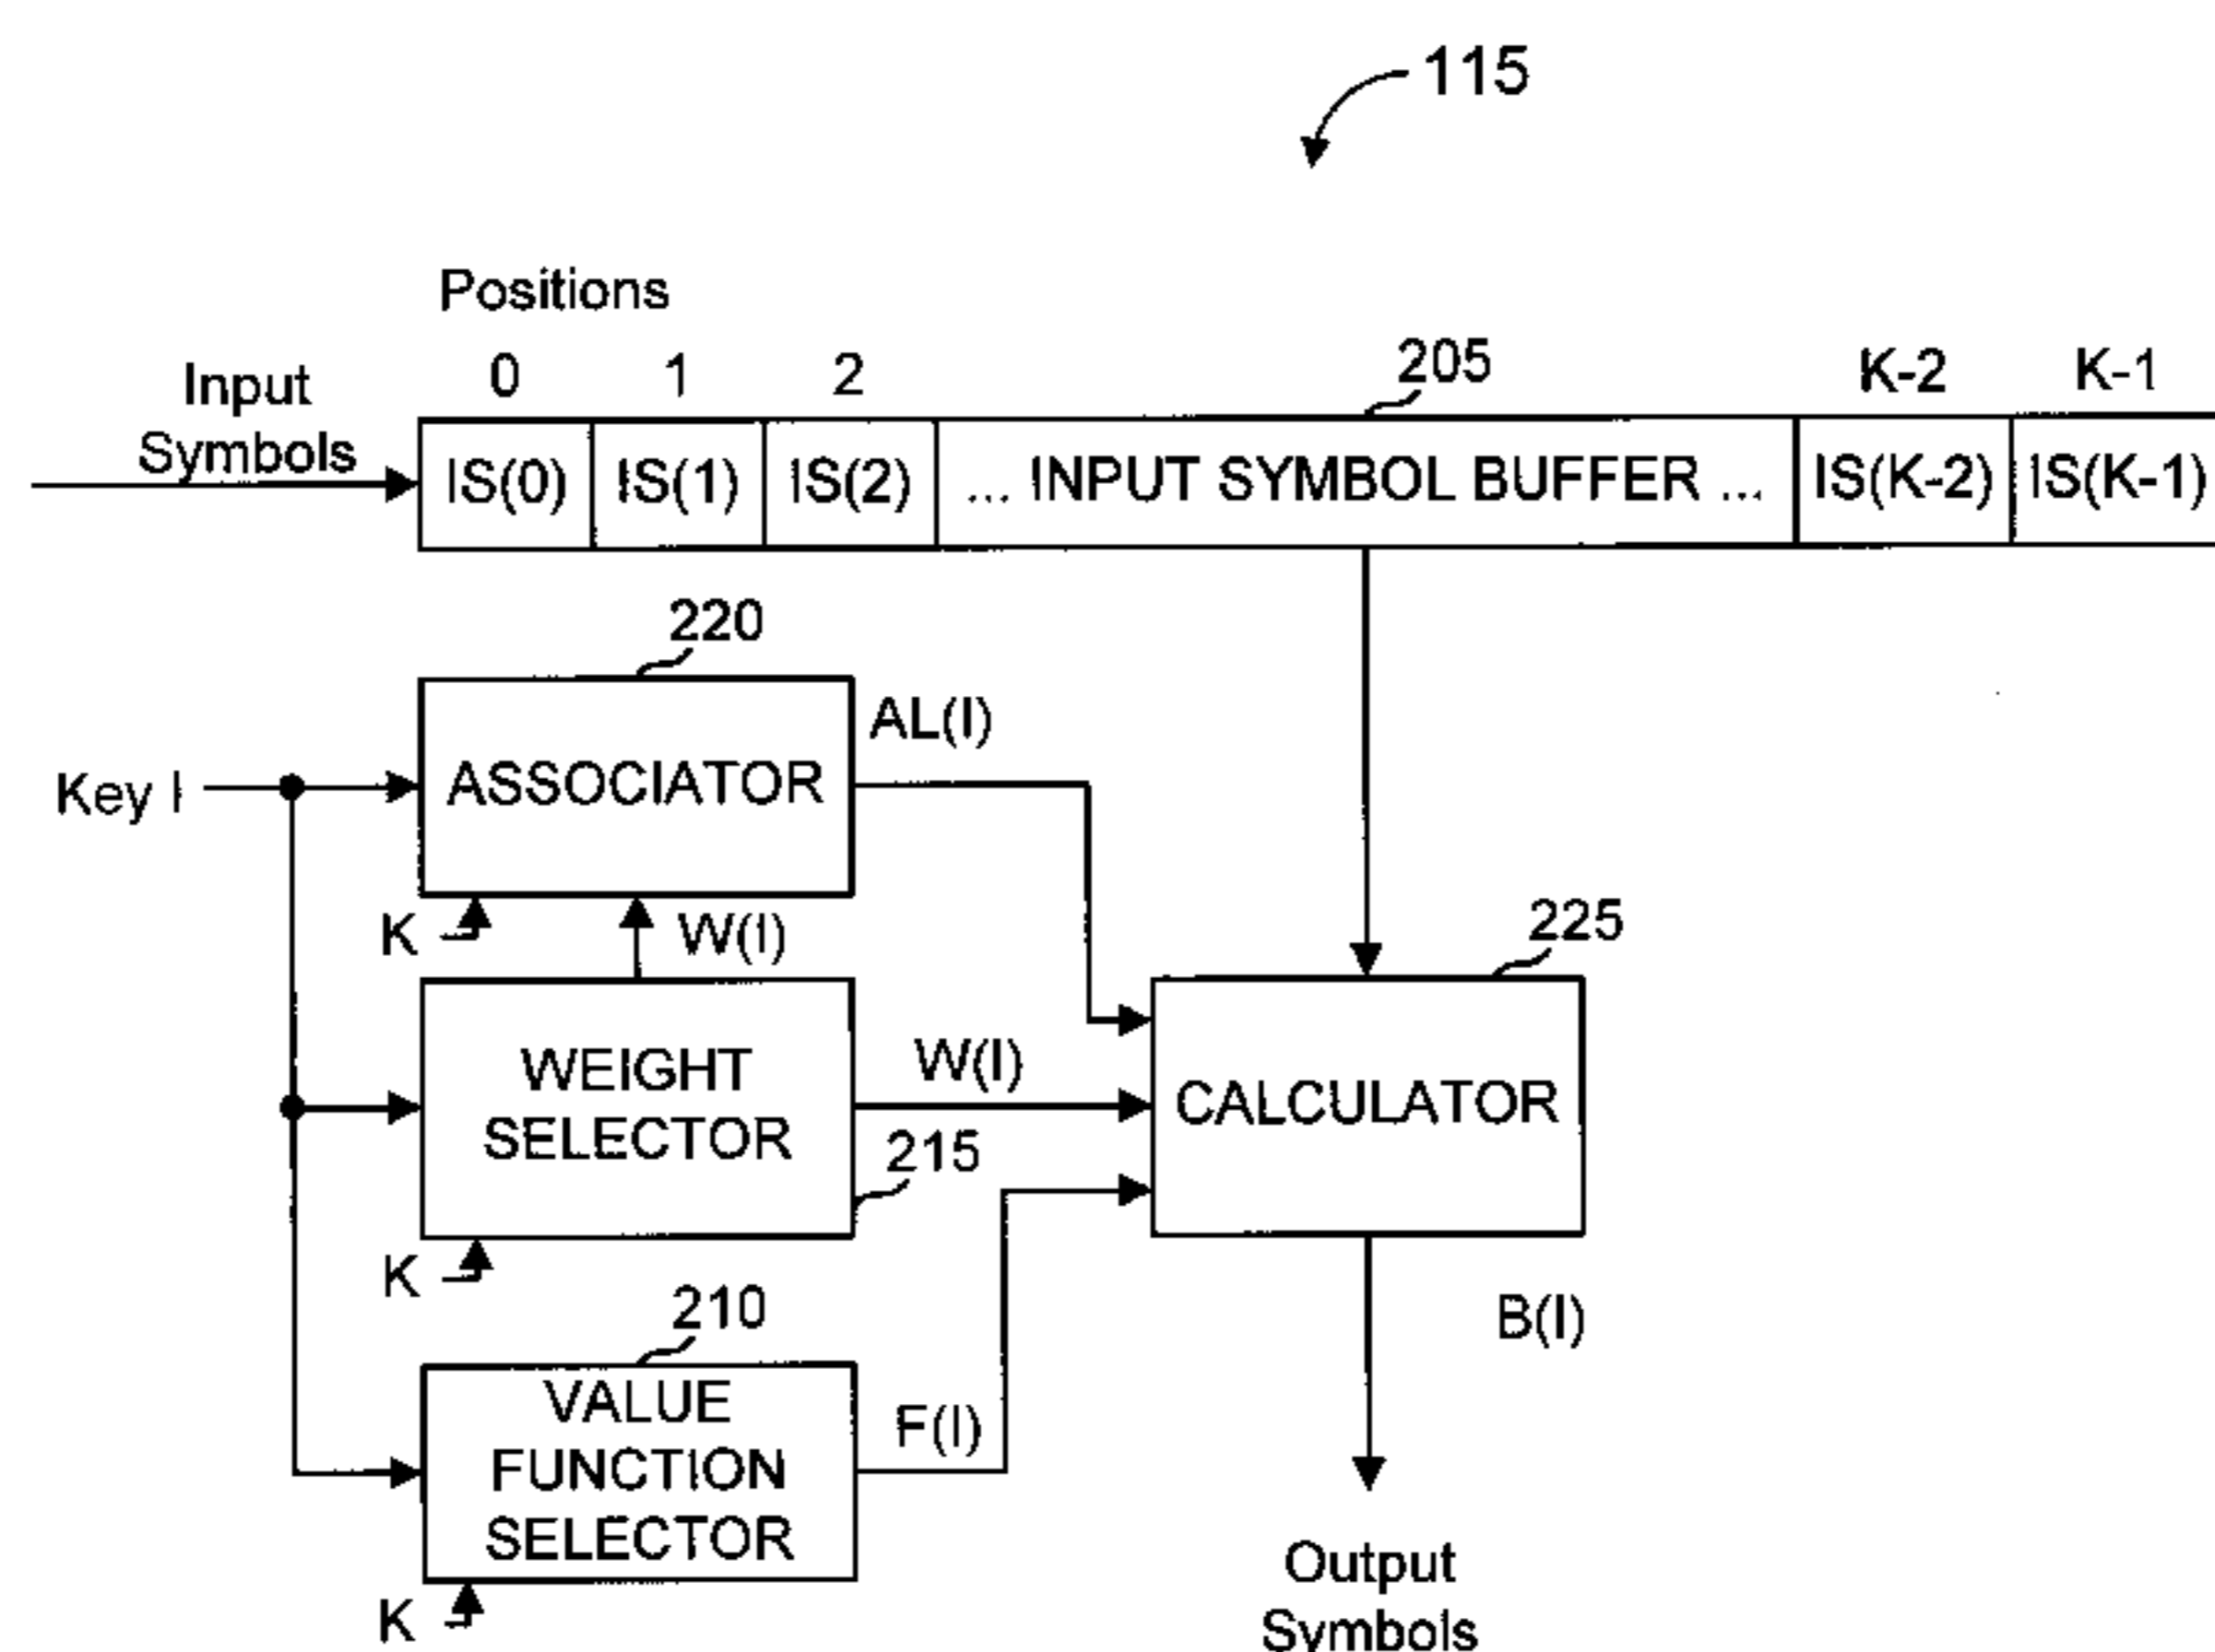 115
Positions
Input
Symbols
0 1 2 205 K-2 K-1
IS(0) IS(1) IS(2) ... INPUT SYMBOL BUFFER ... IS(K-2) IS(K-1)
220
AL(I)
Key I
ASSOCIATOR
K
W(I)
225
WEIGHT
SELECTOR
W(I)
215
CALCULATOR
K
210
B(I)
VALUE
FUNCTION
SELECTOR
F(I)
K
Output
Symbols